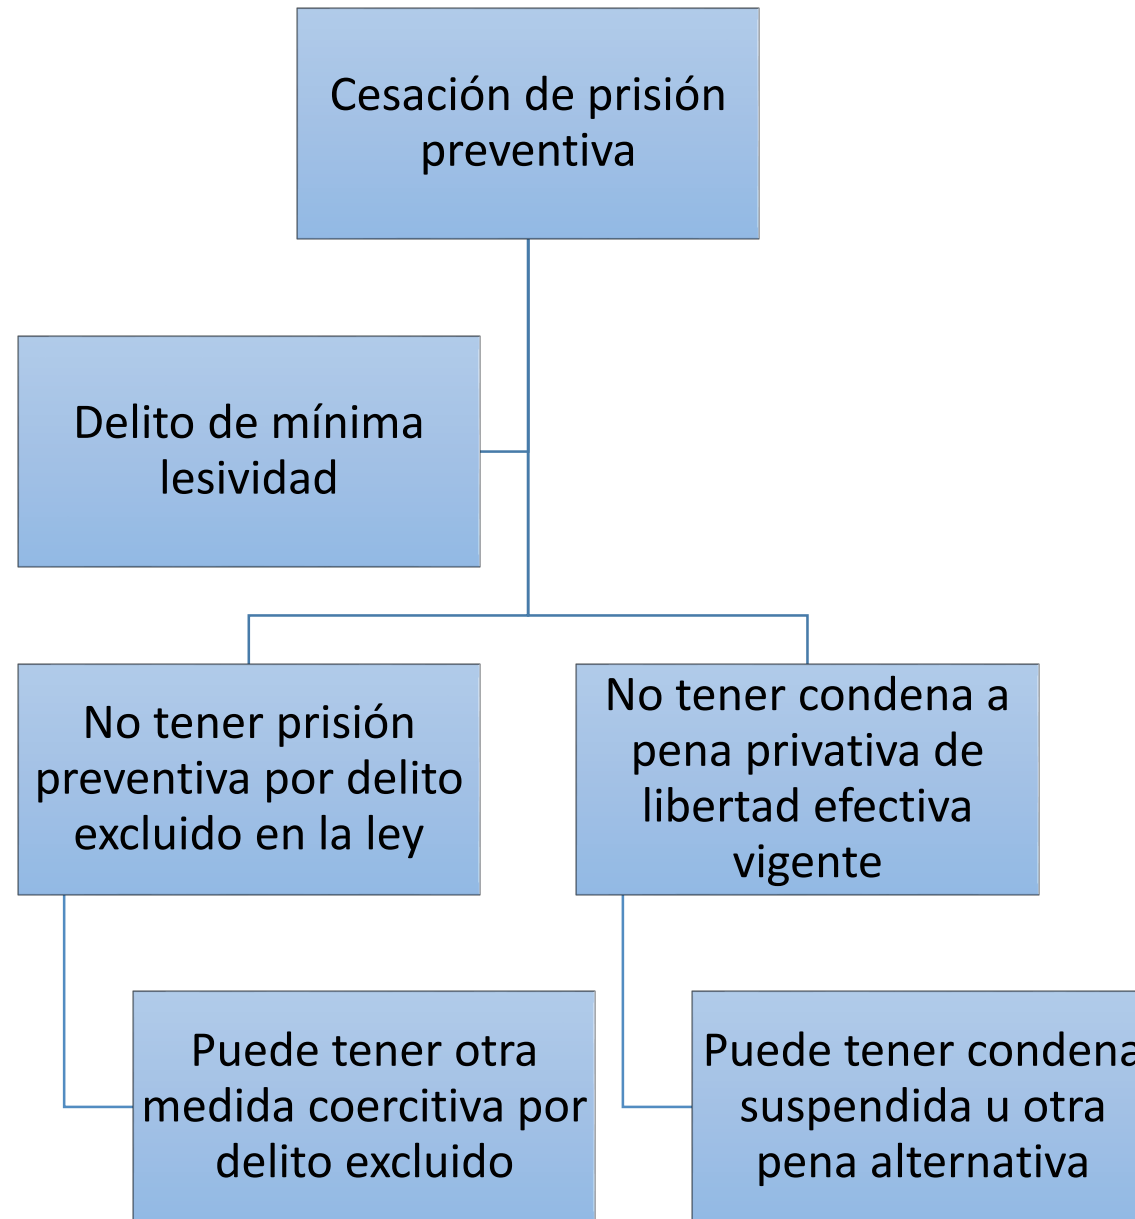 Cesación de prisión
preventiva
Delito de mínima
lesividad
No tener prisión
preventiva por delito
excluido en la ley
No tener condena a
pena privativa de
libertad efectiva
vigente
Puede tener otra
medida coercitiva por
delito excluido
Puede tener condena
suspendida u otra
pena alternativa